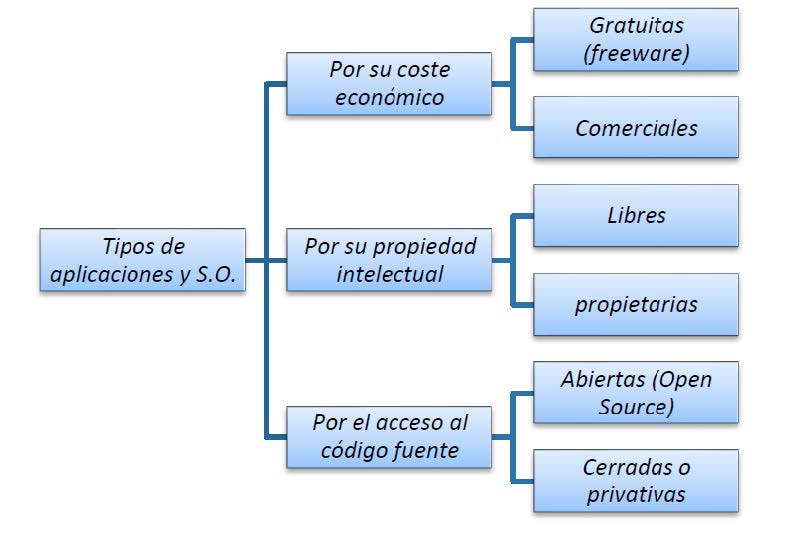 Tipos de
aplicaciones y S.O.
Por su coste
económico
Gratuitas
(freeware)
Comerciales
Por su propiedad
intelectual
Libres
propietarias
Por el acceso al
código fuente
Abiertas (Open
Source)
Cerradas o
privativas